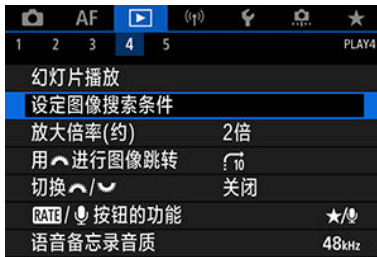 AF
1 2 3 4 5 PLAY4
幻灯片播放
设定图像搜索条件
放大倍率(约) 2倍
用进行图像跳转 10
切换/ 关闭
RATE/按钮的功能 ★/
语音备忘录音质 48kHz